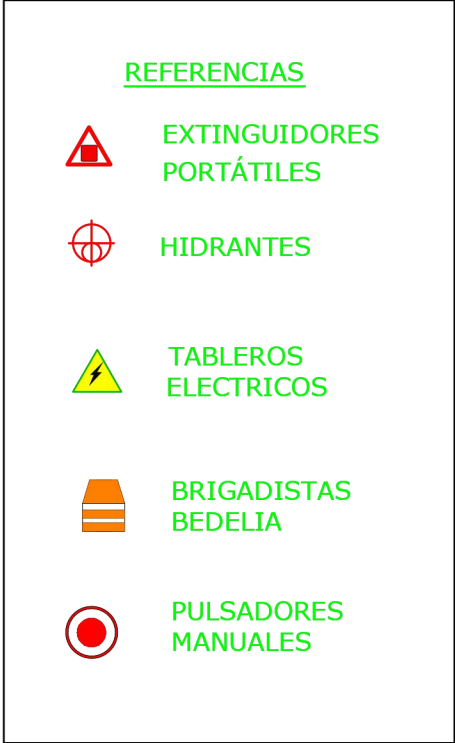 REFERENCIAS
EXTINGUIDORES
PORTÁTILES
HIDRANTES
TABLEROS
ELECTRICOS
BRIGADISTAS
BEDELIA
PULSADORES
MANUALES